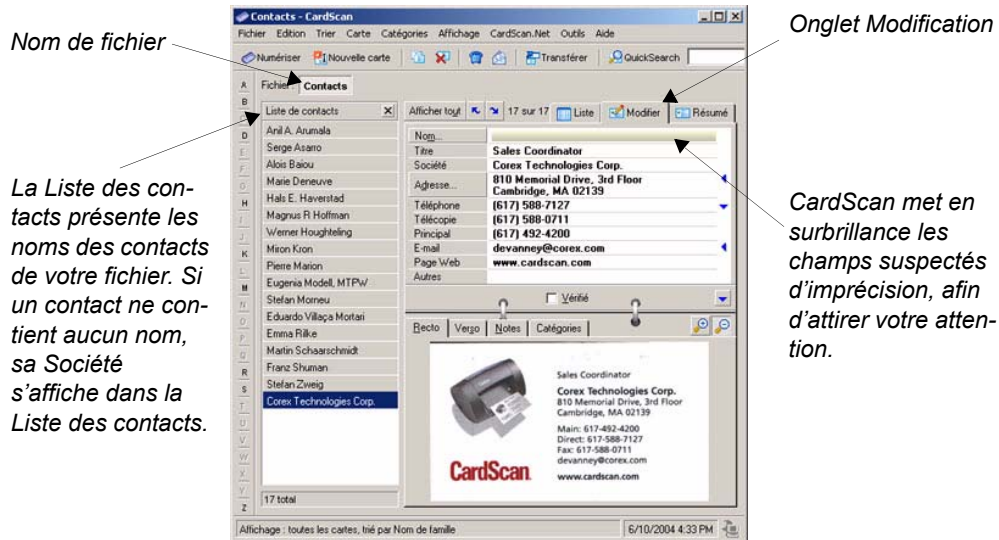 Nom de fichier
Onglet Modification
La Liste des con-
tacts présente les
noms des contacts
de votre fichier. Si
un contact ne con-
tient aucun nom,
sa Société
s'affiche dans la
Liste des contacts.
CardScan met en
surbrillance les
champs suspectés
d'imprécision, afin
d'attirer votre atten-
tion.
Contacts - CardScan
Fichier Edition Trier Carte Catégories Affichage CardScan.Net Outils Aide
Numériser Nouvelle carte Transférer QuickSearch
Fichier: Contacts
A
B
D
E
F
G
H
I
J
K
L
M
N
O
P
Q
R
S
T
U
V
W
X
Y
Z
Liste de contacts
Anil A. Arumala
Serge Asarro
Alois Baiou
Marie Deneuve
Hals E. Haverstad
Magnus R Hoffman
Werner Houghteling
Miron Kron
Pierre Marion
Eugenia Modell, MTPW
Stefan Morneu
Eduardo Villaça Mortari
Emma Rilke
Martin Schaarschmidt
Franz Shuman
Stefan Zweig
Corex Technologies Corp.
17 total
Afficher tout 17 sur 17 Liste Modifier Résumé
Nom...
Titre Sales Coordinator
Société Corex Technologies Corp.
Adresse... 810 Memorial Drive, 3rd Floor
Cambridge, MA 02139
Téléphone (617) 588-7127
Télécopie (617) 588-0711
Principal (617) 492-4200
E-mail devanney@corex.com
Page Web www.cardscan.com
Autres
Vérifié
Recto Verso Notes Catégories
Sales Coordinator
Corex Technologies Corp.
810 Memorial Drive, 3rd Floor
Cambridge, MA 02139
Main: 617-492-4200
Direct: 617-588-7127
Fax: 617-588-0711
devanney@corex.com
www.cardscan.com
CardScan
Affichage : toutes les cartes, trié par Nom de famille
6/10/2004 4:33 PM